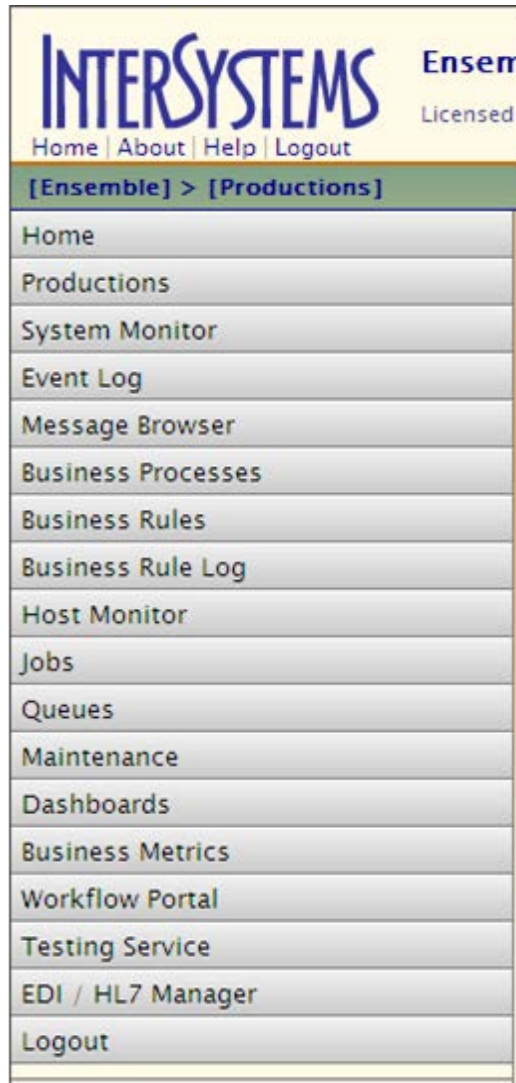 INTERSYSTEMS
Ensem
Licensed
Home | About | Help | Logout
[Ensemble] > [Productions]
Home
Productions
System Monitor
Event Log
Message Browser
Business Processes
Business Rules
Business Rule Log
Host Monitor
Jobs
Queues
Maintenance
Dashboards
Business Metrics
Workflow Portal
Testing Service
EDI / HL7 Manager
Logout